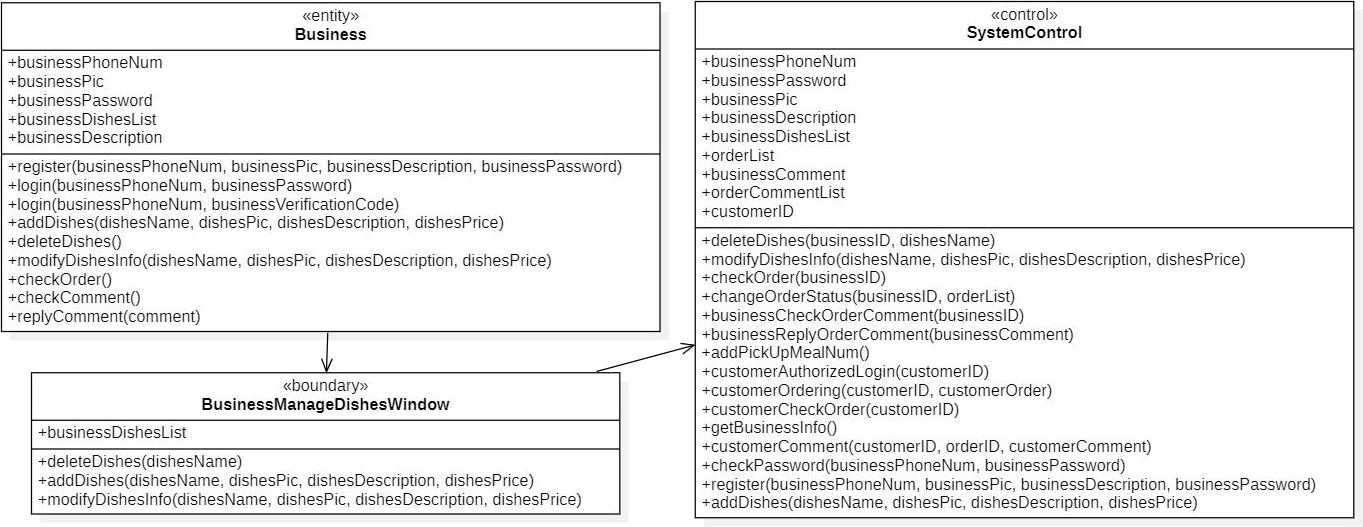 «entity»
Business
+businessPhoneNum
+businessPic
+businessPassword
+businessDishesList
+businessDescription
+register(businessPhoneNum, businessPic, businessDescription, businessPassword)
+login(businessPhoneNum, businessPassword)
+login(businessPhoneNum, businessVerificationCode)
+addDishes(dishesName, dishesPic, dishesDescription, dishesPrice)
+deleteDishes()
+modifyDishesInfo(dishesName, dishesPic, dishesDescription, dishesPrice)
+checkOrder()
+checkComment()
+replyComment(comment)
«boundary»
BusinessManageDishesWindow
+businessDishesList
+deleteDishes(dishesName)
+addDishes(dishesName, dishesPic, dishesDescription, dishesPrice)
+modifyDishesInfo(dishesName, dishesPic, dishesDescription, dishesPrice)
«control»
SystemControl
+businessPhoneNum
+businessPassword
+businessPic
+businessDescription
+businessDishesList
+orderList
+businessComment
+orderCommentList
+customerID
+deleteDishes(businessID, dishesName)
+modifyDishesInfo(dishesName, dishesPic, dishesDescription, dishesPrice)
+checkOrder(businessID)
+changeOrderStatus(businessID, orderList)
+businessCheckOrderComment(businessID)
+businessReplyOrderComment(businessComment)
+addPickUpMealNum()
+customerAuthorizedLogin(customerID)
+customerOrdering(customerID, customerOrder)
+customerCheckOrder(customerID)
+getBusinessInfo()
+customerComment(customerID, orderID, customerComment)
+checkPassword(businessPhoneNum, businessPassword)
+register(businessPhoneNum, businessPic, businessDescription, businessPassword)
+addDishes(dishesName, dishesPic, dishesDescription, dishesPrice)